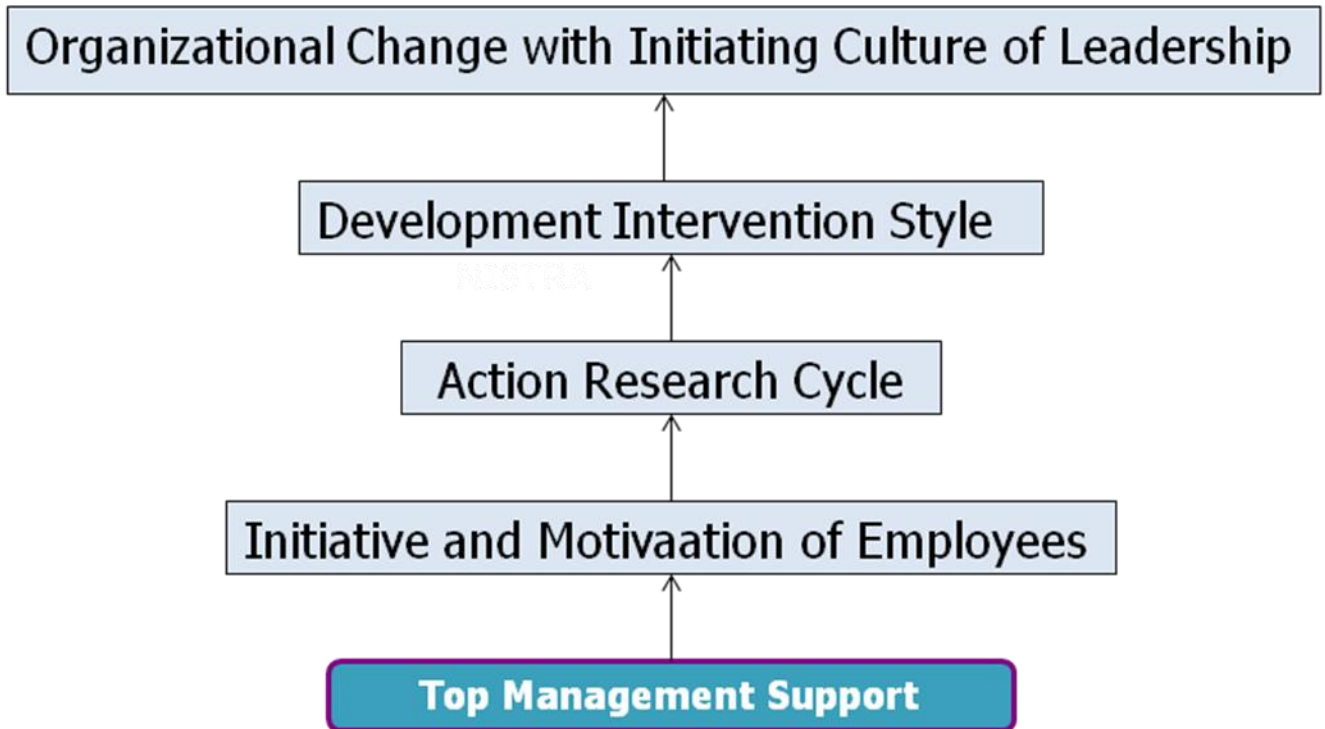 Organizational Change with Initiating Culture of Leadership
Development Intervention Style
NISTRA
Action Research Cycle
Initiative and Motivaation of Employees
Top Management Support